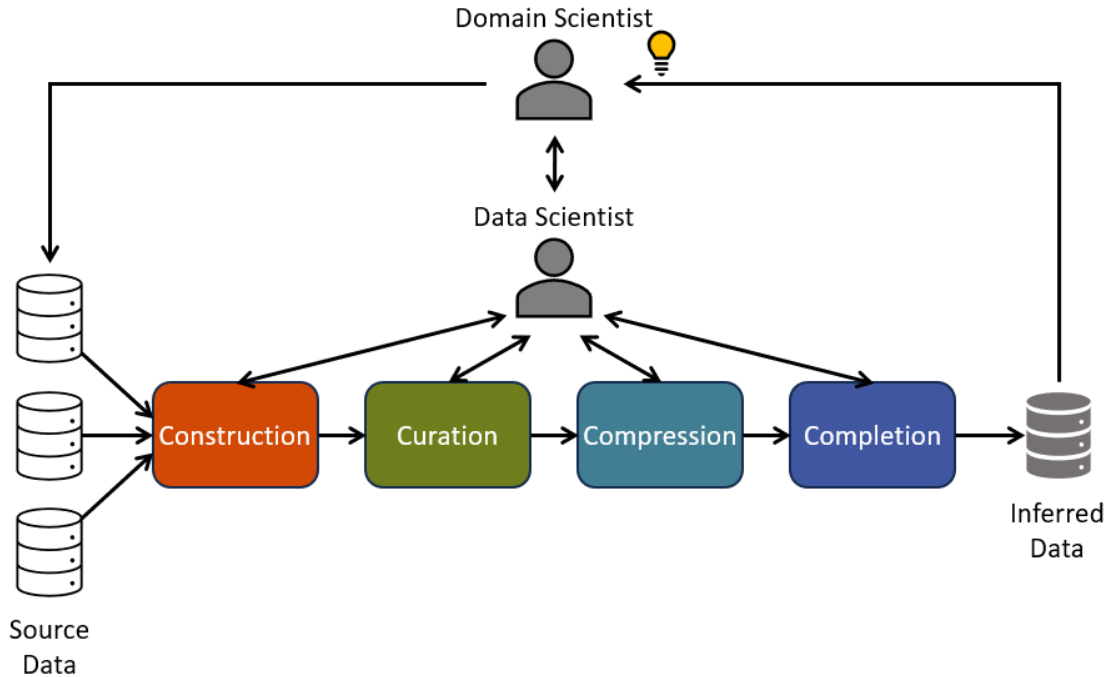 Domain Scientist
Data Scientist
Construction
Curation
Compression
Completion
Inferred
Data
Source
Data